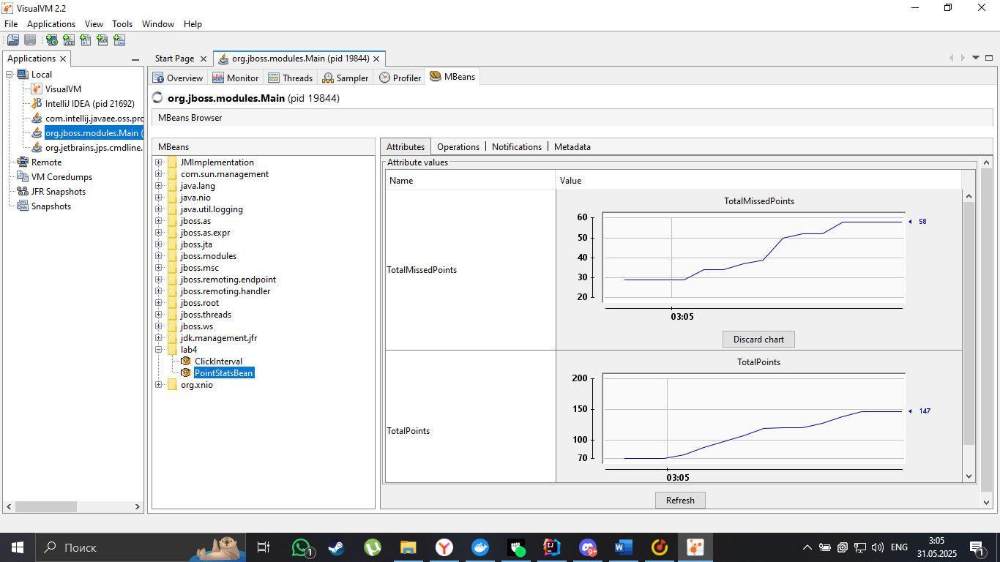 VisualVM 2.2
File Applications View Tools Window Help
Applications
Start Page
org.jboss.modules.Main (pid 19844)
Local
VisualVM
IntelliJ IDEA (pid 21692)
com.intellij.javaee.oss.pro
org.jboss.modules.Main (
org.jetbrains.jps.cmdline.
Remote
VM Coredumps
JFR Snapshots
Snapshots
Overview Monitor Threads Sampler Profiler MBeans
org.jboss.modules.Main (pid 19844)
MBeans Browser
MBeans
JMImplementation
com.sun.management
java.lang
java.nio
java.util.logging
jboss.as
jboss.as.expr
jboss.jta
jboss.modules
jboss.msc
jboss.remoting.endpoint
jboss.remoting.handler
jboss.root
jboss.threads
jboss.ws
jdk.management.jfr
lab4
ClickInterval
PointStatsBean
org.xnio
Attributes Operations Notifications Metadata
Attribute values
Name Value
TotalMissedPoints
TotalMissedPoints
60
50
40
30
20
58
03:05
Discard chart
TotalPoints
TotalPoints
200
150
100
70
147
03:05
Refresh
Поиск
1
9+
ENG
3:05
31.05.2025
1